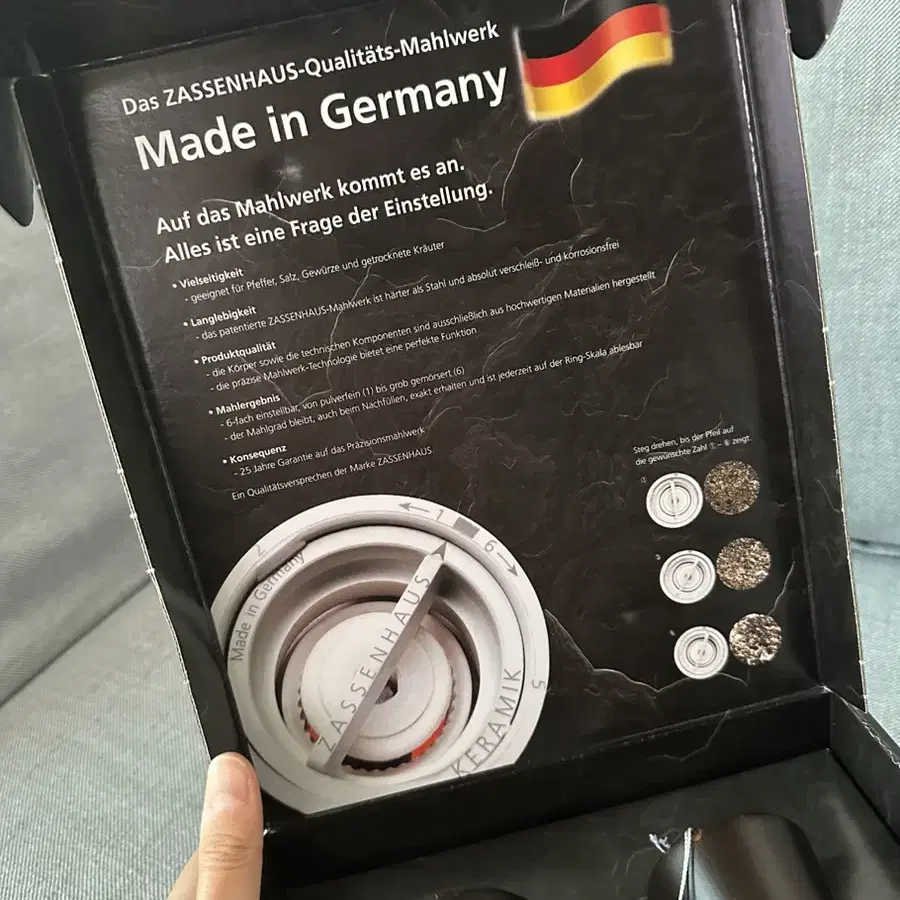 Das ZASSENHAUS-Qualitäts-Mahlwerk
Made in Germany
Auf das Mahlwerk kommt es an.
Alles ist eine Frage der Einstellung.
• Vielseitigkeit
- geeignet für Pfeffer, Salz, Gewürze und getrocknete Kräuter
• Langlebigkeit
- das patentierte ZASSENHAUS-Mahlwerk ist härter als Stahl und absolut verschleiß- und korrosionsfrei
• Produktqualität
- die Körper sowie die technischen Komponenten sind ausschließlich aus hochwertigen Materialien hergestellt
- die präzise Mahlwerk-Technologie bietet eine perfekte Funktion
• Mahlergebnis
- 6-fach einstellbar, von pulverfein (1) bis grob gemörsert (6)
- der Mahlgrad bleibt, auch beim Nachfüllen, exakt erhalten und ist jederzeit auf der Ring-Skala ablesbar
• Konsequenz
- 25 Jahre Garantie auf das Präzisionsmahlwerk
Ein Qualitätsversprechen der Marke ZASSENHAUS
Steg drehen, bis der Pfeil auf
die gewünschte Zahl ① – ⑥ zeigt.
①
← 1
6 →
2
5
Made in Germany
ZASSENHAUS
KERAMIK